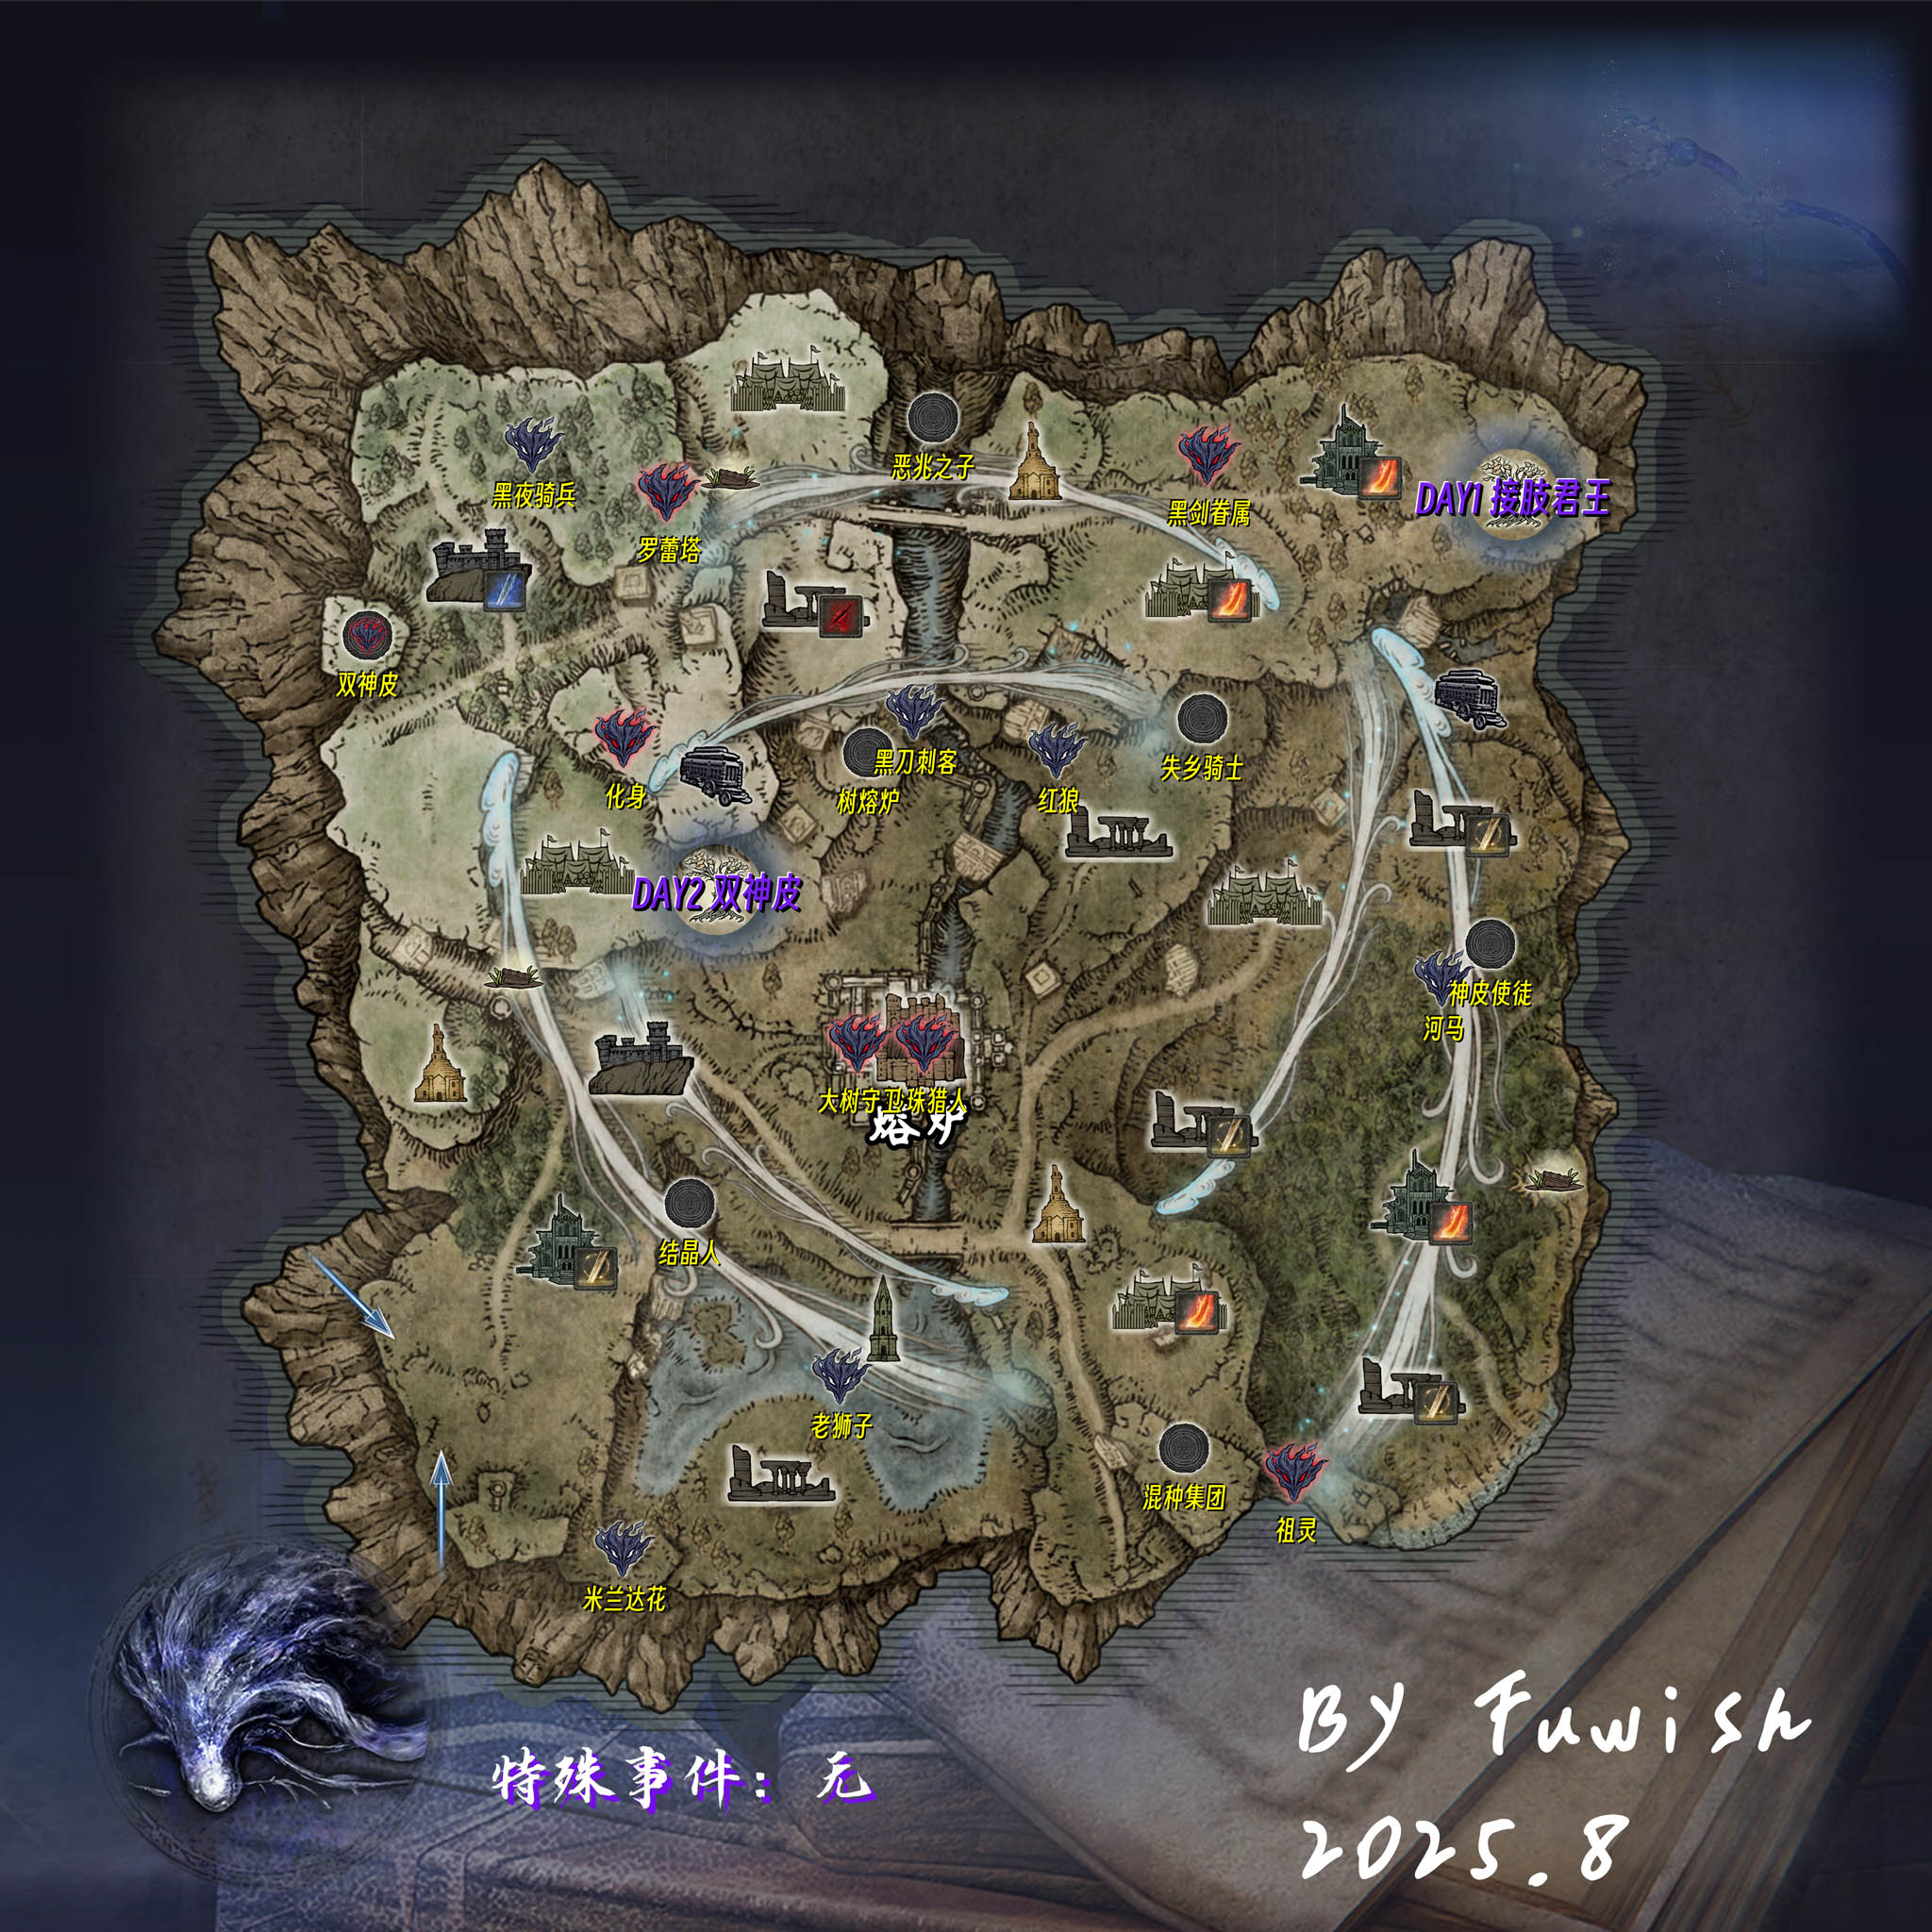 恶兆之子
黑夜骑兵
DAY1 接肢君王
黑剑眷属
罗蕾塔
双神皮
黑刀刺客
失乡骑士
化身
树熔炉
红狼
DAY2 双神皮
神皮使徒
河马
大树守卫
珠猎人
熔炉
结晶人
老狮子
混种集团
祖灵
米兰达花
By Fuwish
特殊事件：无
2025.8